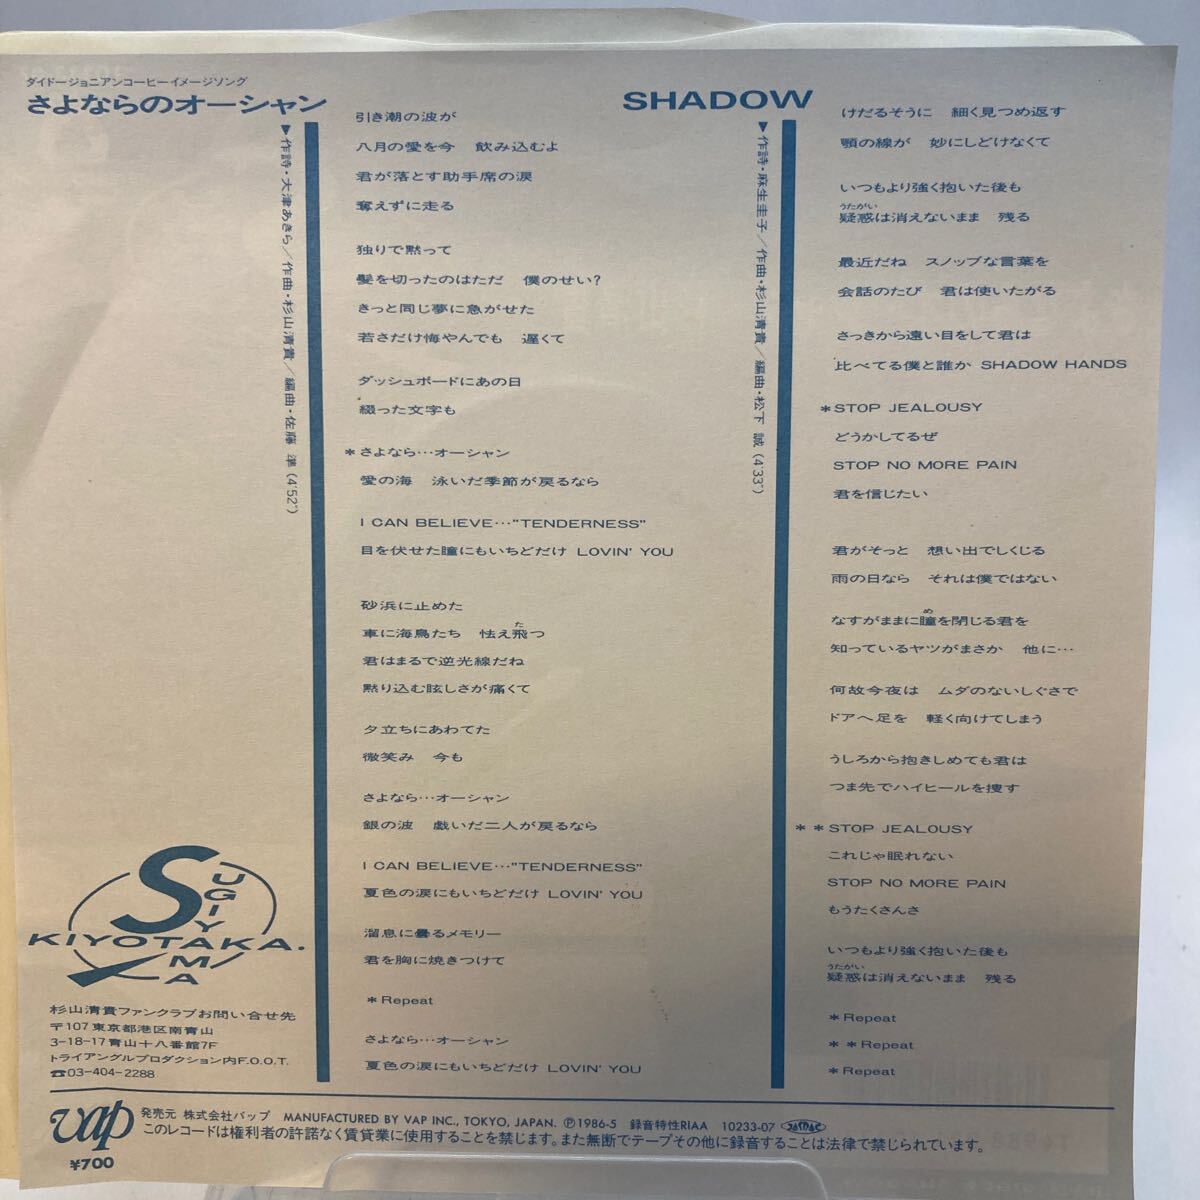 ダイドージョニアンコーヒーイメージソング
さよならのオーシャン
▼作詩・大津あきら/作曲・杉山清貴/編曲・佐藤 準(4'52")
引き潮の波が
八月の愛を今 飲み込むよ
君が落とす助手席の涙
奪えずに走る
独りで黙って
髪を切ったのはただ 僕のせい?
きっと同じ夢に急がせた
若さだけ悔やんでも 遅くて
ダッシュボードにあの日
綴った文字も
*さよなら…オーシャン
愛の海 泳いだ季節が戻るなら
I CAN BELIEVE…"TENDERNESS"
目を伏せた瞳にもいちどだけ LOVIN' YOU
砂浜に止めた
車に海鳥たち 怯え飛つ
た
君はまるで逆光線だね
黙り込む眩しさが痛くて
夕立ちにあわてた
微笑み 今も
さよなら…オーシャン
銀の波 戯いだ二人が戻るなら
I CAN BELIEVE…"TENDERNESS"
夏色の涙にもいちどだけ LOVIN' YOU
溜息に曇るメモリー
君を胸に焼きつけて
*Repeat
さよなら…オーシャン
夏色の涙にもいちどだけ LOVIN' YOU
SHADOW
▼作詩・麻生圭子/作曲・杉山清貴/編曲・松下 誠(4'33")
けだるそうに 細く見つめ返す
顎の線が 妙にしどけなくて
いつもより強く抱いた後も
うたがい
疑惑は消えないまま 残る
最近だね スノッブな言葉を
会話のたび 君は使いたがる
さっきから遠い目をして君は
比べてる僕と誰か SHADOW HANDS
*STOP JEALOUSY
どうかしてるぜ
STOP NO MORE PAIN
君を信じたい
君がそっと 想い出でしくじる
雨の日なら それは僕ではない
め
なすがままに瞳を閉じる君を
知っているヤツがまさか 他に…
何故今夜は ムダのないしぐさで
ドアへ足を 軽く向けてしまう
うしろから抱きしめても君は
つま先でハイヒールを捜す
**STOP JEALOUSY
これじゃ眠れない
STOP NO MORE PAIN
もうたくさんさ
いつもより強く抱いた後も
うたがい
疑惑は消えないまま 残る
*Repeat
**Repeat
*Repeat
SUGIYAMA
KIYOTAKA.
杉山清貴ファンクラブお問い合せ先
〒107 東京都港区南青山
3-18-17 青山十八番館7F
トライアングルプロダクション内F.O.O.T.
☎03-404-2288
vap
¥700
発売元 株式会社バップ MANUFACTURED BY VAP INC., TOKYO, JAPAN. Ⓟ1986-5 録音特性RIAA 10233-07 JASRAC
このレコードは権利者の許諾なく賃貸業に使用することを禁じます。また無断でテープその他に録音することは法律で禁じられています。